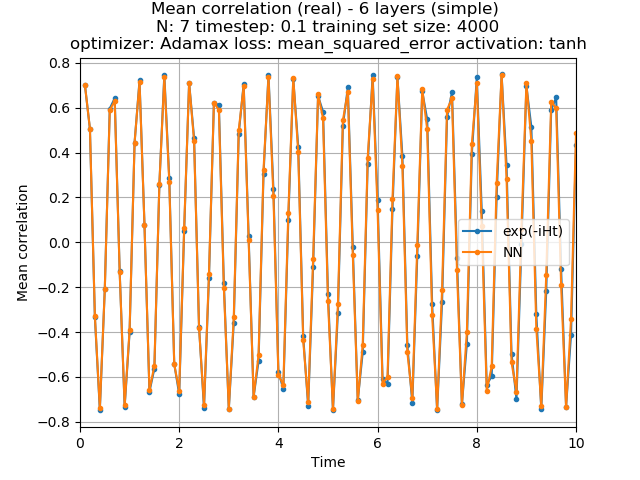 Mean correlation (real) - 6 layers (simple)
N: 7 timestep: 0.1 training set size: 4000
optimizer: Adamax loss: mean_squared_error activation: tanh
0.8
0.6
0.4
0.2
0.0
−0.2
−0.4
−0.6
−0.8
Mean correlation
exp(-iHt)
NN
0 2 4 6 8 10
Time